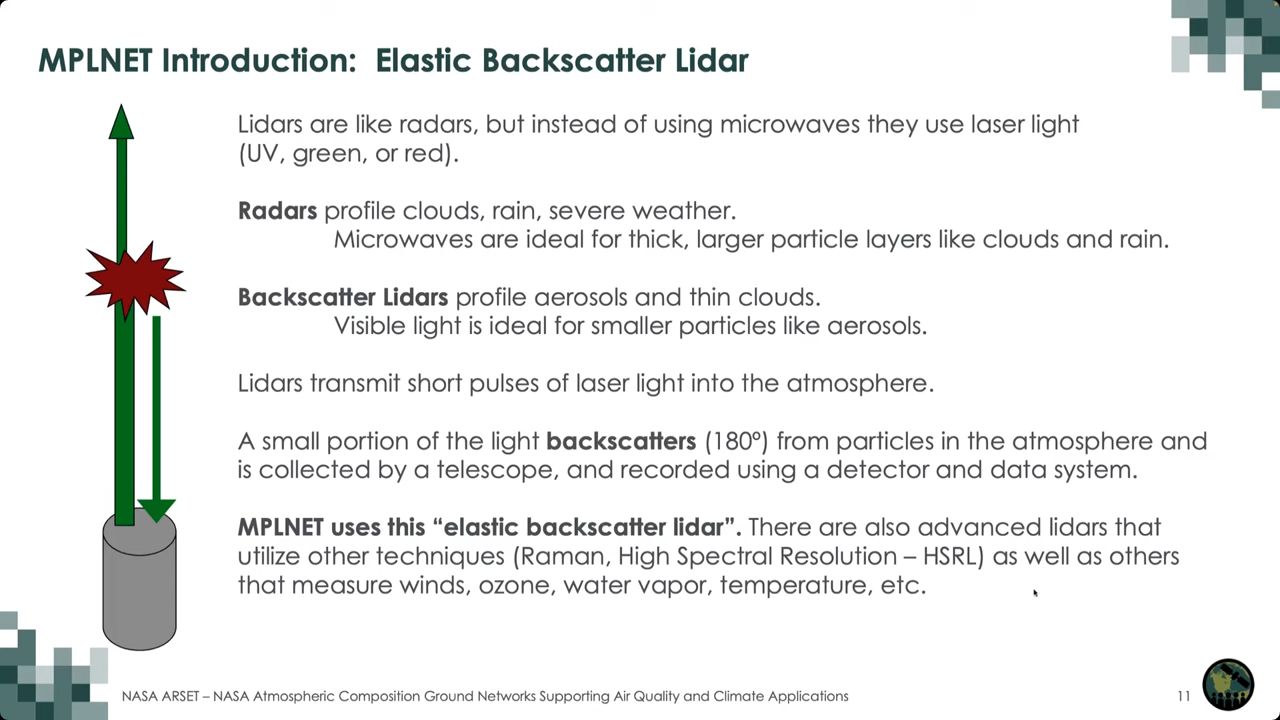 MPLNET Introduction:  Elastic Backscatter Lidar
Lidars are like radars, but instead of using microwaves they use laser light
(UV, green, or red).
Radars profile clouds, rain, severe weather.
Microwaves are ideal for thick, larger particle layers like clouds and rain.
Backscatter Lidars profile aerosols and thin clouds.
Visible light is ideal for smaller particles like aerosols.
Lidars transmit short pulses of laser light into the atmosphere.
A small portion of the light backscatters (180º) from particles in the atmosphere and
is collected by a telescope, and recorded using a detector and data system.
MPLNET uses this “elastic backscatter lidar”. There are also advanced lidars that
utilize other techniques (Raman, High Spectral Resolution – HSRL) as well as others
that measure winds, ozone, water vapor, temperature, etc.
NASA ARSET – NASA Atmospheric Composition Ground Networks Supporting Air Quality and Climate Applications
11